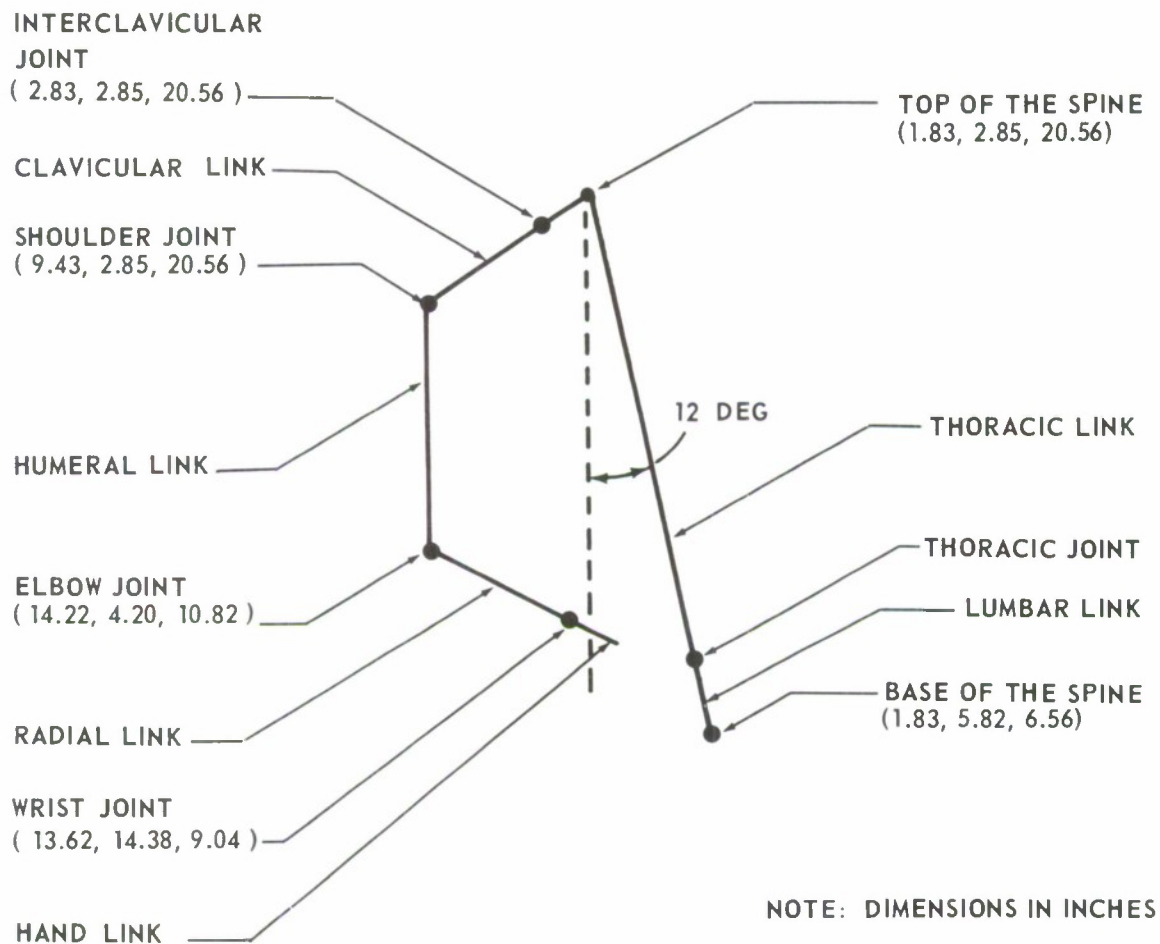 INTERCLAVICULAR
JOINT
( 2.83, 2.85, 20.56 )
CLAVICULAR LINK
SHOULDER JOINT
( 9.43, 2.85, 20.56 )
HUMERAL LINK
ELBOW JOINT
( 14.22, 4.20, 10.82 )
RADIAL LINK
WRIST JOINT
( 13.62, 14.38, 9.04 )
HAND LINK
TOP OF THE SPINE
(1.83, 2.85, 20.56)
12 DEG
THORACIC LINK
THORACIC JOINT
LUMBAR LINK
BASE OF THE SPINE
(1.83, 5.82, 6.56)
NOTE: DIMENSIONS IN INCHES